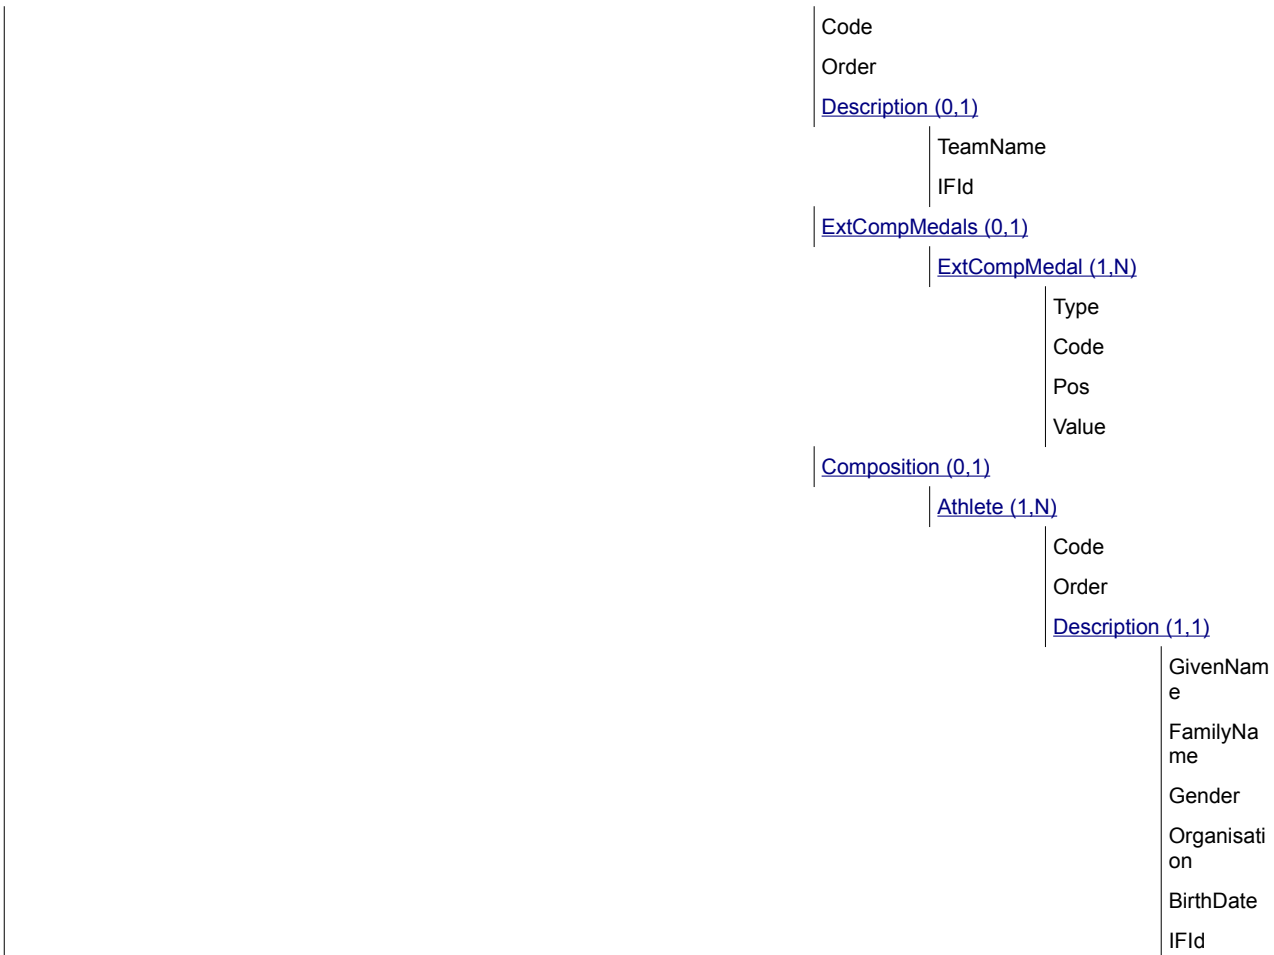 Code
Order
Description (0,1)
TeamName
IFId
ExtCompMedals (0,1)
ExtCompMedal (1,N)
Type
Code
Pos
Value
Composition (0,1)
Athlete (1,N)
Code
Order
Description (1,1)
GivenNam
e
FamilyNa
me
Gender
Organisati
on
BirthDate
IFId